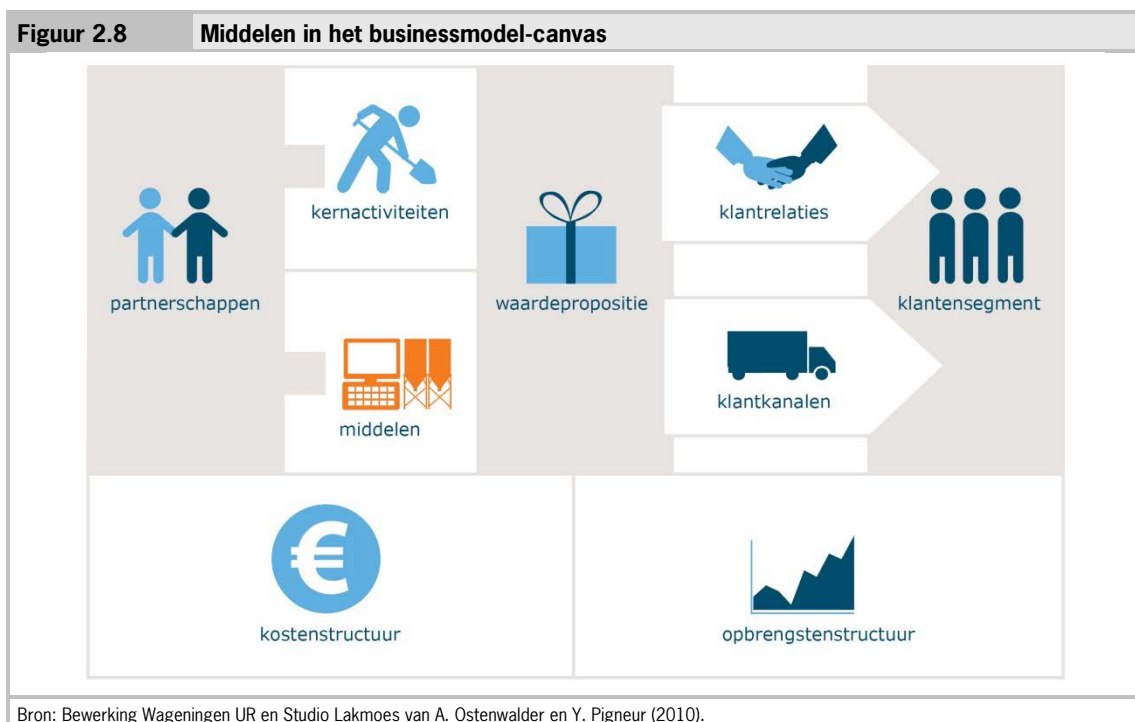 Figuur 2.8 Middelen in het businessmodel-canvas
kernactiviteiten
klantrelaties
partnerschappen
waardepropositie
klantensegment
middelen
klantkanalen
€
kostenstructuur
opbrengstenstructuur
Bron: Bewerking Wageningen UR en Studio Lakmoes van A. Ostenwalder en Y. Pigneur (2010).